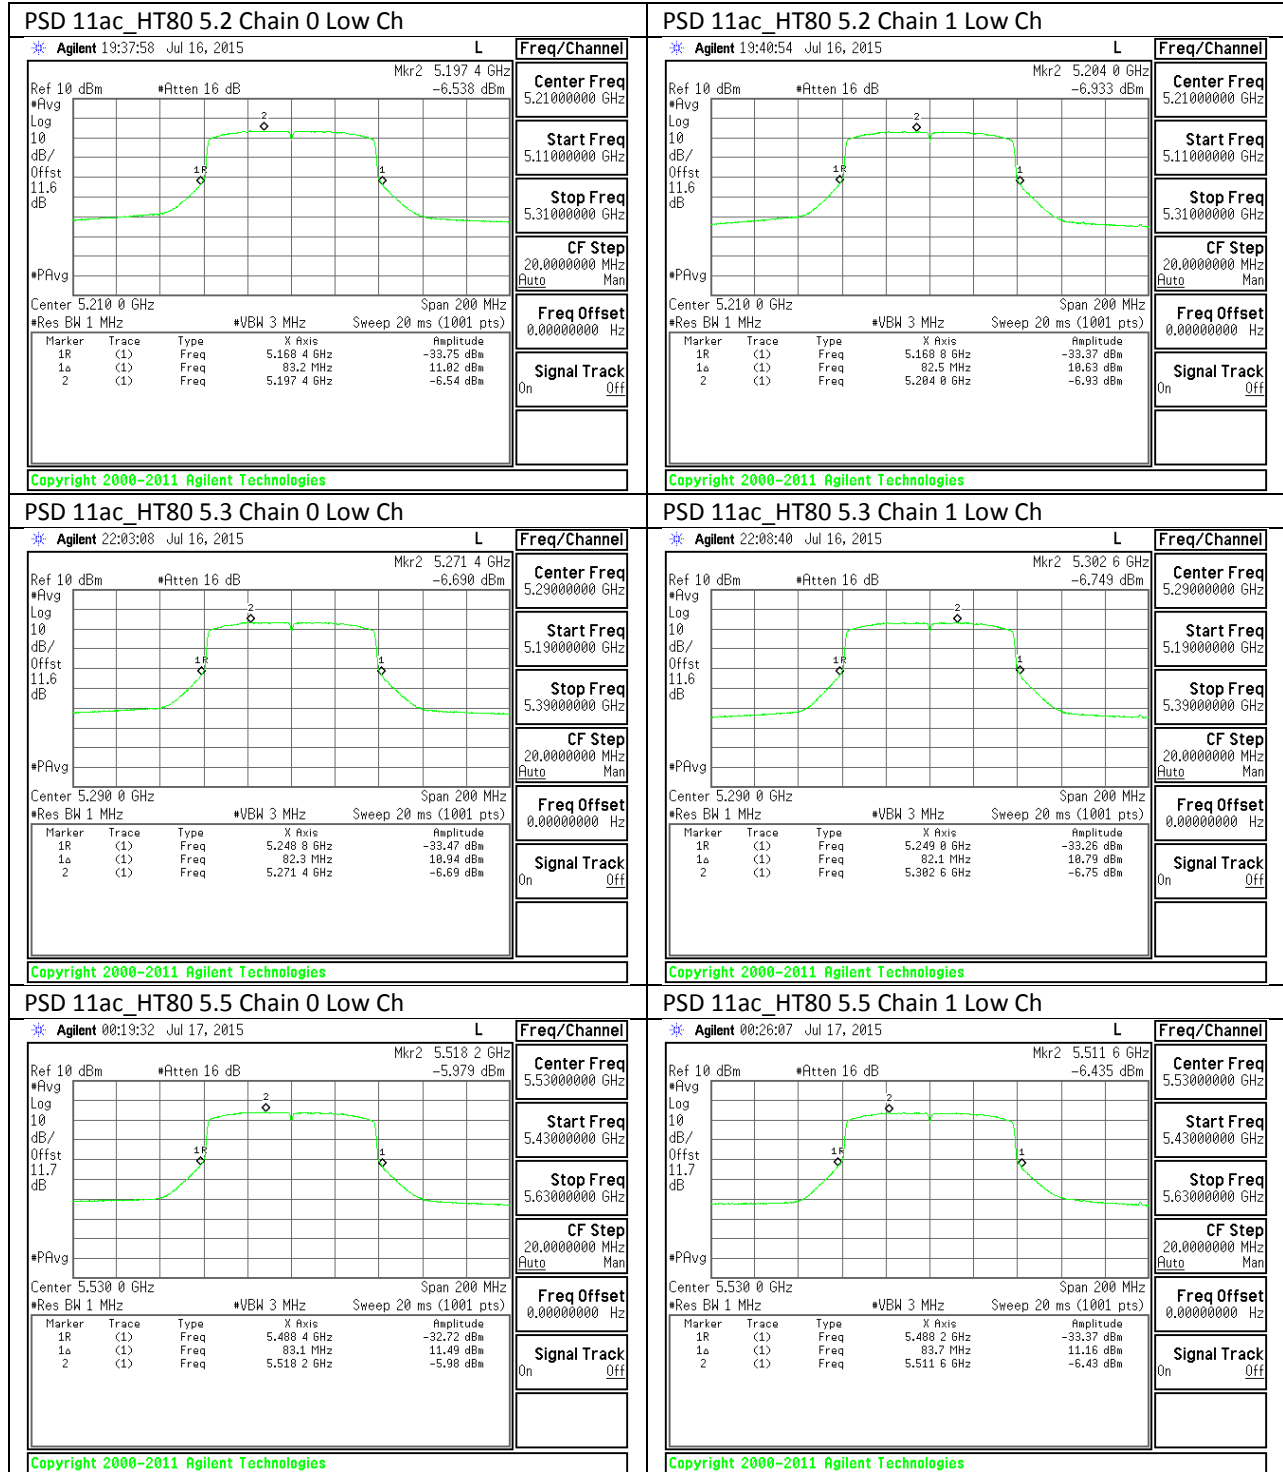 PSD 11ac_HT80 5.2 Chain 0 Low Ch
Agilent 19:37:58 Jul 16, 2015 L
Mkr2 5.197 4 GHz
Ref 10 dBm #Atten 16 dB -6.538 dBm
#Avg
Log
10
dB/
Offst
11.6
dB
#PAvg
2
1R
1
Center 5.210 0 GHz Span 200 MHz
#Res BW 1 MHz #VBW 3 MHz Sweep 20 ms (1001 pts)
Marker Trace Type X Axis Amplitude
1R (1) Freq 5.168 4 GHz -33.75 dBm
1Δ (1) Freq 83.2 MHz 11.02 dBm
2 (1) Freq 5.197 4 GHz -6.54 dBm
Freq/Channel
Center Freq
5.21000000 GHz
Start Freq
5.11000000 GHz
Stop Freq
5.31000000 GHz
CF Step
20.0000000 MHz
Auto Man
Freq Offset
0.00000000 Hz
Signal Track
On Off
Copyright 2000-2011 Agilent Technologies
PSD 11ac_HT80 5.2 Chain 1 Low Ch
Agilent 19:40:54 Jul 16, 2015 L
Mkr2 5.204 0 GHz
Ref 10 dBm #Atten 16 dB -6.933 dBm
#Avg
Log
10
dB/
Offst
11.6
dB
#PAvg
2
1R
1
Center 5.210 0 GHz Span 200 MHz
#Res BW 1 MHz #VBW 3 MHz Sweep 20 ms (1001 pts)
Marker Trace Type X Axis Amplitude
1R (1) Freq 5.168 8 GHz -33.37 dBm
1Δ (1) Freq 82.5 MHz 10.63 dBm
2 (1) Freq 5.204 0 GHz -6.93 dBm
Freq/Channel
Center Freq
5.21000000 GHz
Start Freq
5.11000000 GHz
Stop Freq
5.31000000 GHz
CF Step
20.0000000 MHz
Auto Man
Freq Offset
0.00000000 Hz
Signal Track
On Off
Copyright 2000-2011 Agilent Technologies
PSD 11ac_HT80 5.3 Chain 0 Low Ch
Agilent 22:03:08 Jul 16, 2015 L
Mkr2 5.271 4 GHz
Ref 10 dBm #Atten 16 dB -6.690 dBm
#Avg
Log
10
dB/
Offst
11.6
dB
#PAvg
2
1R
1
Center 5.290 0 GHz Span 200 MHz
#Res BW 1 MHz #VBW 3 MHz Sweep 20 ms (1001 pts)
Marker Trace Type X Axis Amplitude
1R (1) Freq 5.248 8 GHz -33.47 dBm
1Δ (1) Freq 82.3 MHz 10.94 dBm
2 (1) Freq 5.271 4 GHz -6.69 dBm
Freq/Channel
Center Freq
5.29000000 GHz
Start Freq
5.19000000 GHz
Stop Freq
5.39000000 GHz
CF Step
20.0000000 MHz
Auto Man
Freq Offset
0.00000000 Hz
Signal Track
On Off
Copyright 2000-2011 Agilent Technologies
PSD 11ac_HT80 5.3 Chain 1 Low Ch
Agilent 22:08:40 Jul 16, 2015 L
Mkr2 5.302 6 GHz
Ref 10 dBm #Atten 16 dB -6.749 dBm
#Avg
Log
10
dB/
Offst
11.6
dB
#PAvg
2
1R
1
Center 5.290 0 GHz Span 200 MHz
#Res BW 1 MHz #VBW 3 MHz Sweep 20 ms (1001 pts)
Marker Trace Type X Axis Amplitude
1R (1) Freq 5.249 0 GHz -33.26 dBm
1Δ (1) Freq 82.1 MHz 10.79 dBm
2 (1) Freq 5.302 6 GHz -6.75 dBm
Freq/Channel
Center Freq
5.29000000 GHz
Start Freq
5.19000000 GHz
Stop Freq
5.39000000 GHz
CF Step
20.0000000 MHz
Auto Man
Freq Offset
0.00000000 Hz
Signal Track
On Off
Copyright 2000-2011 Agilent Technologies
PSD 11ac_HT80 5.5 Chain 0 Low Ch
Agilent 00:19:32 Jul 17, 2015 L
Mkr2 5.518 2 GHz
Ref 10 dBm #Atten 16 dB -5.979 dBm
#Avg
Log
10
dB/
Offst
11.7
dB
#PAvg
2
1R
1
Center 5.530 0 GHz Span 200 MHz
#Res BW 1 MHz #VBW 3 MHz Sweep 20 ms (1001 pts)
Marker Trace Type X Axis Amplitude
1R (1) Freq 5.488 4 GHz -32.72 dBm
1Δ (1) Freq 83.1 MHz 11.49 dBm
2 (1) Freq 5.518 2 GHz -5.98 dBm
Freq/Channel
Center Freq
5.53000000 GHz
Start Freq
5.43000000 GHz
Stop Freq
5.63000000 GHz
CF Step
20.0000000 MHz
Auto Man
Freq Offset
0.00000000 Hz
Signal Track
On Off
Copyright 2000-2011 Agilent Technologies
PSD 11ac_HT80 5.5 Chain 1 Low Ch
Agilent 00:26:07 Jul 17, 2015 L
Mkr2 5.511 6 GHz
Ref 10 dBm #Atten 16 dB -6.435 dBm
#Avg
Log
10
dB/
Offst
11.7
dB
#PAvg
2
1R
1
Center 5.530 0 GHz Span 200 MHz
#Res BW 1 MHz #VBW 3 MHz Sweep 20 ms (1001 pts)
Marker Trace Type X Axis Amplitude
1R (1) Freq 5.488 2 GHz -33.37 dBm
1Δ (1) Freq 83.7 MHz 11.16 dBm
2 (1) Freq 5.511 6 GHz -6.43 dBm
Freq/Channel
Center Freq
5.53000000 GHz
Start Freq
5.43000000 GHz
Stop Freq
5.63000000 GHz
CF Step
20.0000000 MHz
Auto Man
Freq Offset
0.00000000 Hz
Signal Track
On Off
Copyright 2000-2011 Agilent Technologies